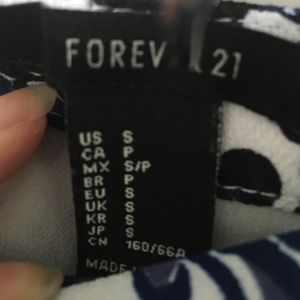 FOREV 21
US S
CA P
MX S/P
BR P
EU S
UK S
KR S
JP S
CN 160/66A
MADE